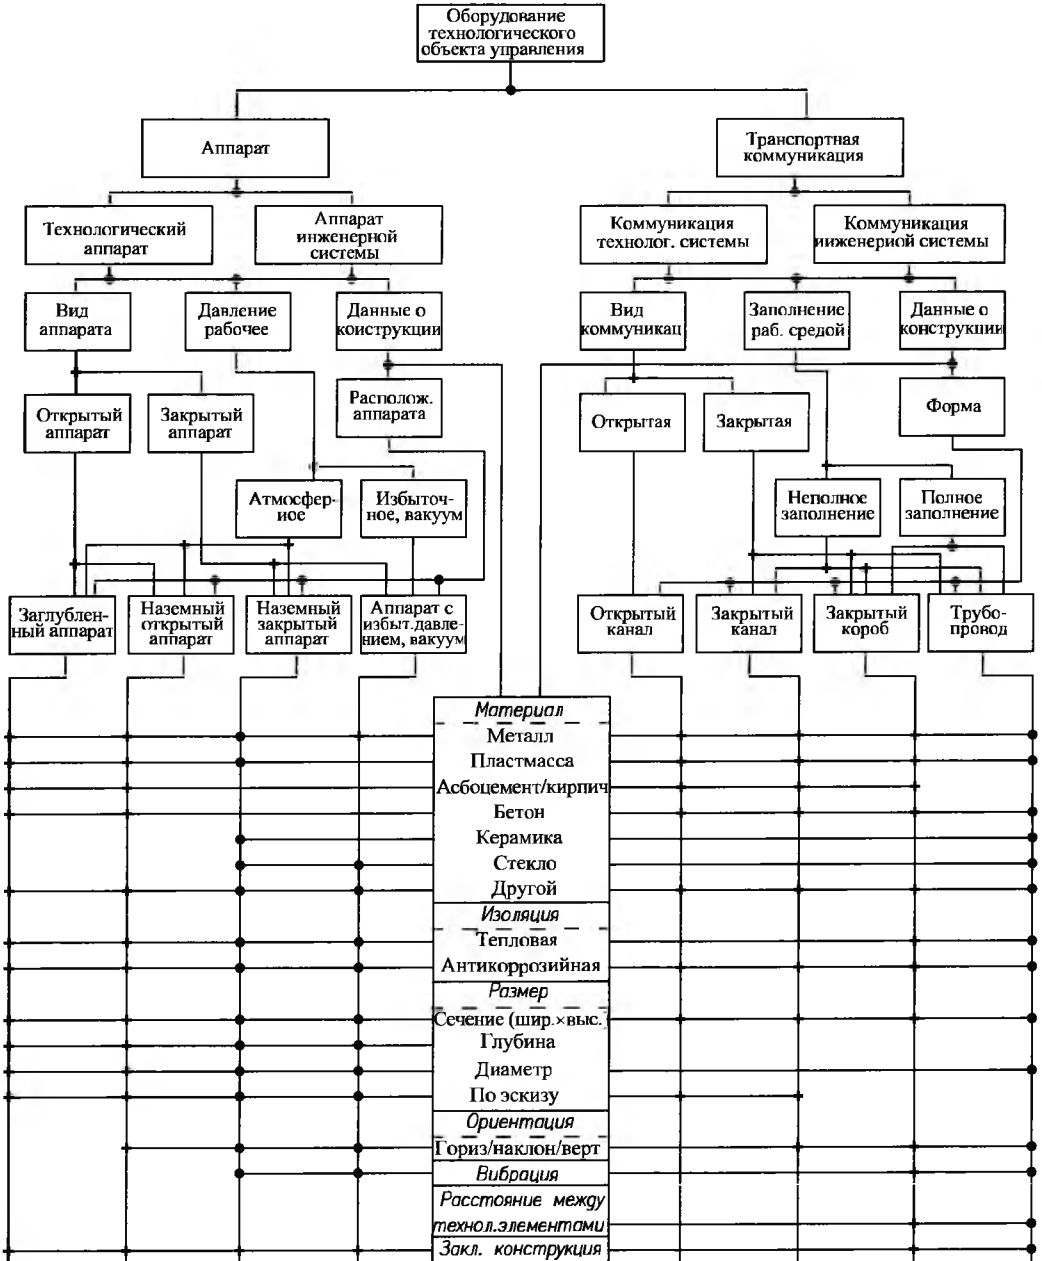 Оборудование
технологического
объекта управления
Аппарат
Транспортная
коммуникация
Технологический
аппарат
Аппарат
инженерной
системы
Коммуникация
технолог. системы
Коммуникация
инженерной системы
Вид
аппарата
Давление
рабочее
Данные о
конструкции
Вид
коммуникац
Заполнение
раб. средой
Данные о
конструкции
Открытый
аппарат
Закрытый
аппарат
Располож.
аппарата
Открытая
Закрытая
Форма
Атмосфер-
ное
Избыточ-
ное, вакуум
Неполное
заполнение
Полное
заполнение
Заглублен-
ный аппарат
Наземный
открытый
аппарат
Наземный
закрытый
аппарат
Аппарат с
избыт.давле-
нием, вакуум
Открытый
канал
Закрытый
канал
Закрытый
короб
Трубо-
провод
Материал
Металл
Пластмасса
Асбоцемент/кирпич
Бетон
Керамика
Стекло
Другой
Изоляция
Тепловая
Антикоррозийная
Размер
Сечение (шир.×выс.
Глубина
Диаметр
По эскизу
Ориентация
Гориз/наклон/верт
Вибрация
Расстояние между
технол.элементами
Закл. конструкция